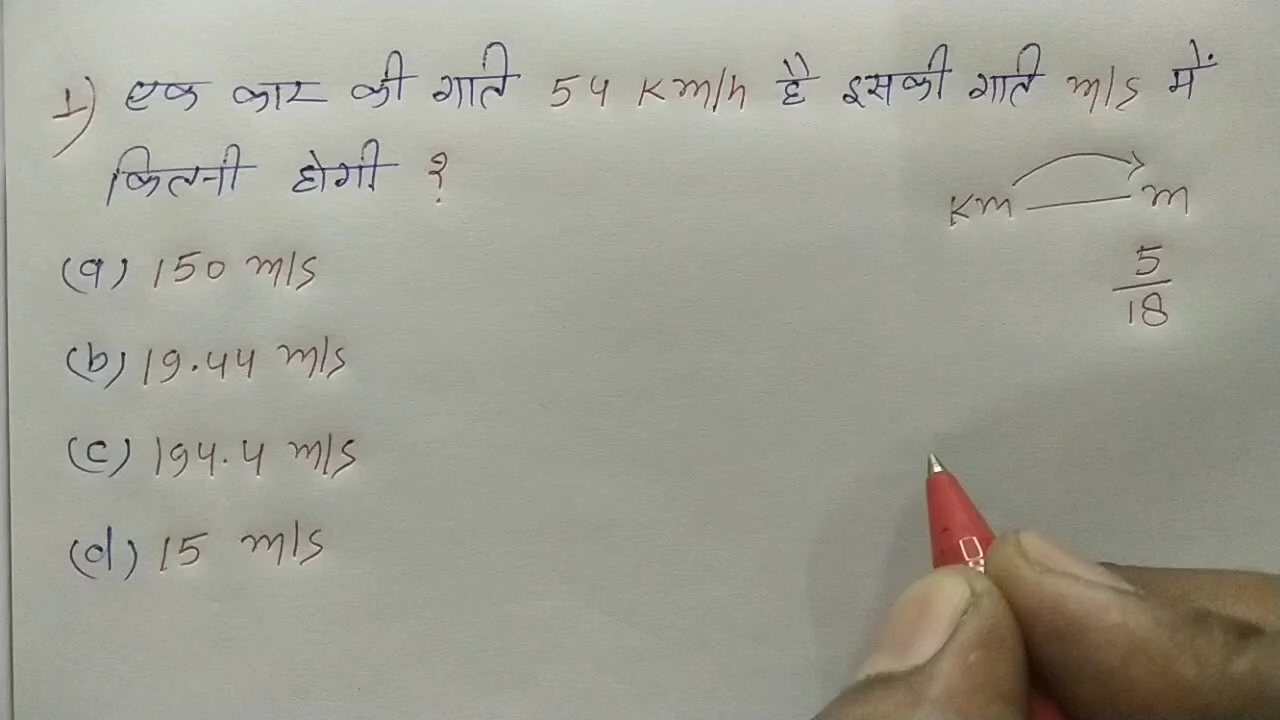 1) एक कार की गति 54 Km/h है इसकी गति m/s में
कितनी होगी ?
Km m
5
18
(a) 150 m/s
(b) 19.44 m/s
(c) 194.4 m/s
(d) 15 m/s